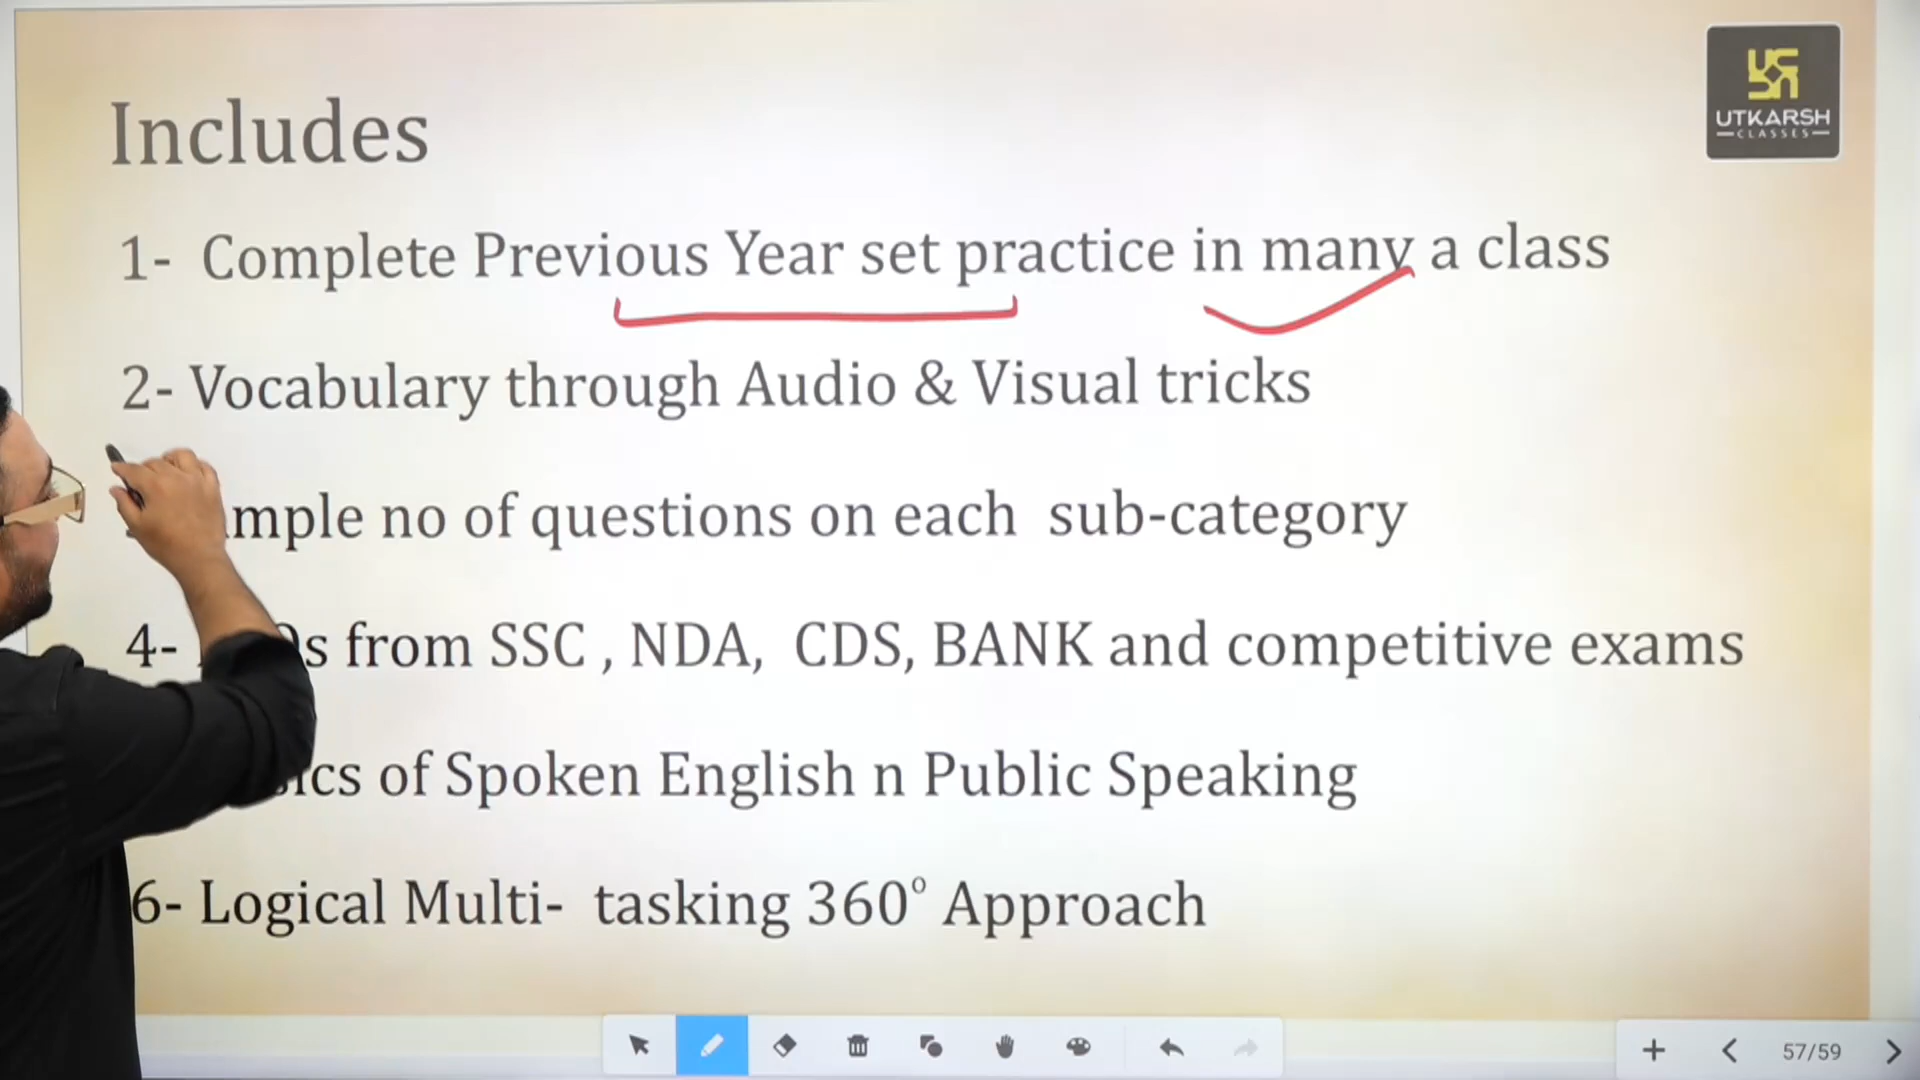 UTKARSH
CLASSES
Includes
1- Complete Previous Year set practice in many a class
2- Vocabulary through Audio & Visual tricks
mple no of questions on each sub-category
4- s from SSC , NDA, CDS, BANK and competitive exams
ics of Spoken English n Public Speaking
6- Logical Multi- tasking 360° Approach
57/59